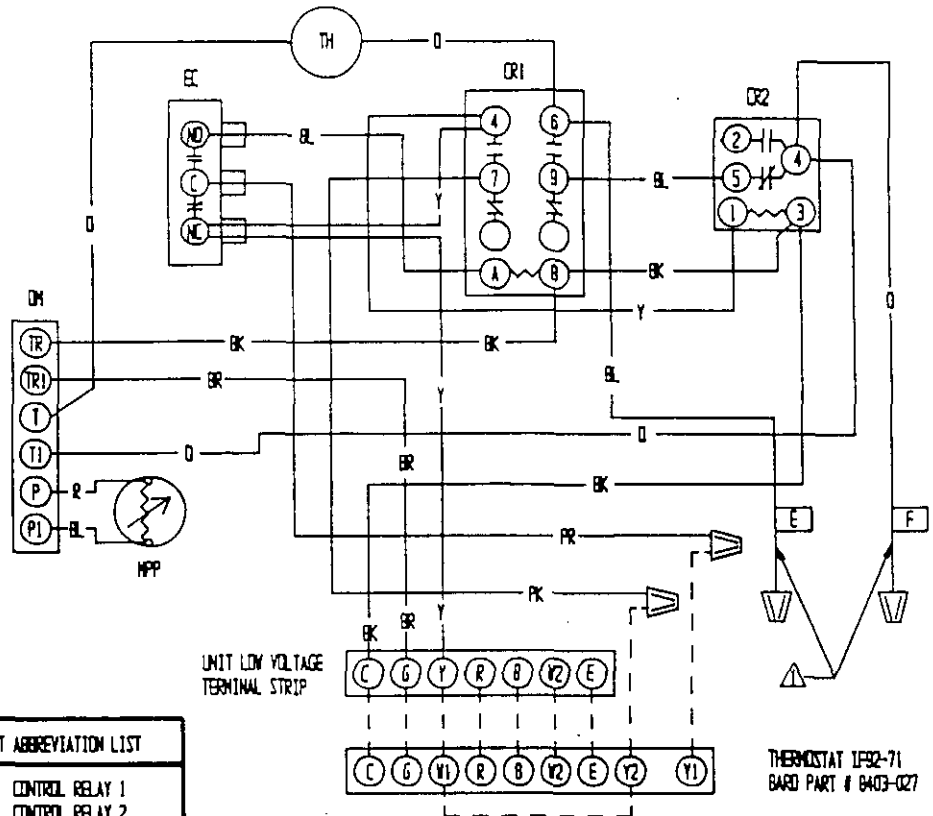 TH
O
EC
CR1
CR2
NO
BL
4
6
2
4
C
7
9
BL
5
Y
NC
1
3
O
A
B
BK
O
DM
Y
TR
BK
BK
TR1
BR
BL
T
Y
T1
O
O
BR
P
R
BK
P1
BL
E
F
PR
MPP
PK
BR
Y
BK
UNIT LOW VOLTAGE
TERMINAL STRIP
C G Y R B W2 E
1
T ABBREVIATION LIST
C G W1 R B W2 E Y2 Y1
THERMOSTAT 1F92-71
BARD PART # 8403-027
CONTROL RELAY 1
CONTROL RELAY 2